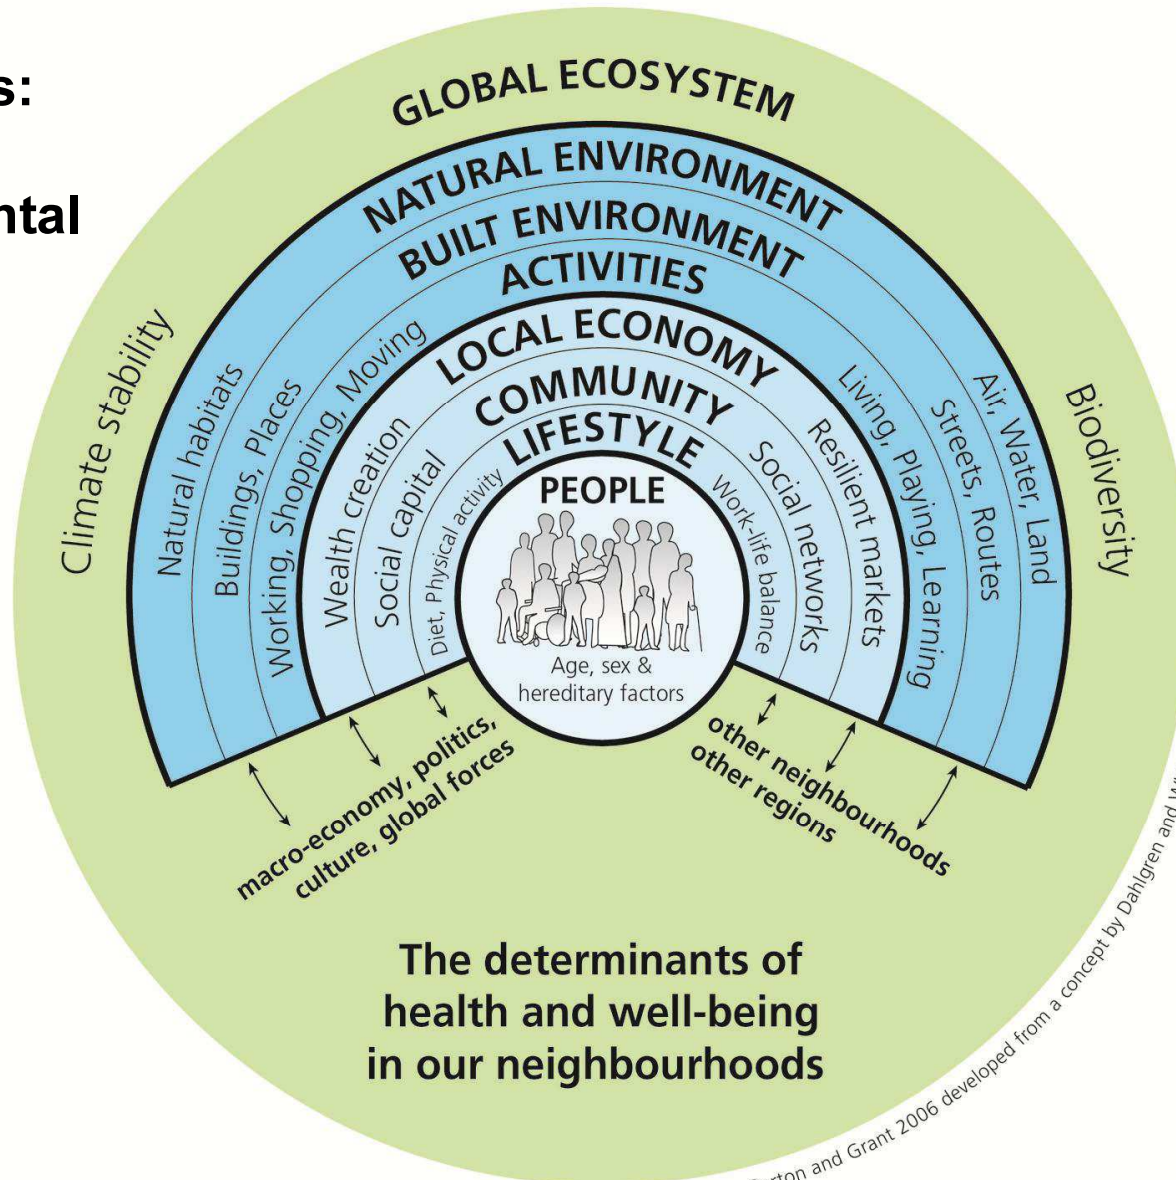 s:
ntal
GLOBAL ECOSYSTEM
NATURAL ENVIRONMENT
BUILT ENVIRONMENT
ACTIVITIES
LOCAL ECONOMY
COMMUNITY
LIFESTYLE
PEOPLE
Age, sex &
hereditary factors
Climate stability
Natural habitats
Buildings, Places
Working, Shopping, Moving
Wealth creation
Social capital
Diet, Physical activity
Work-life balance
Social networks
Resilient markets
Living, Playing, Learning
Streets, Routes
Air, Water, Land
Biodiversity
macro-economy, politics,
culture, global forces
other neighbourhoods
other regions
The determinants of
health and well-being
in our neighbourhoods
and Grant 2006 developed from a concept by Dahlgren and